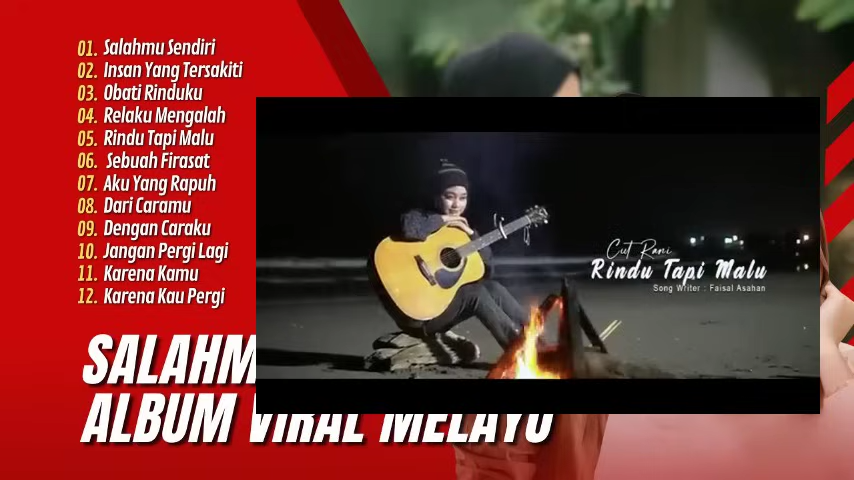 01. Salahmu Sendiri
02. Insan Yang Tersakiti
03. Obati Rinduku
04. Relaku Mengalah
05. Rindu Tapi Malu
06. Sebuah Firasat
07. Aku Yang Rapuh
08. Dari Caramu
09. Dengan Caraku
10. Jangan Pergi Lagi
11. Karena Kamu
12. Karena Kau Pergi
Cut Rani
Rindu Tapi Malu
Song Writer : Faisal Asahan
SALAHM
ALBUM VIRAL MELAYU